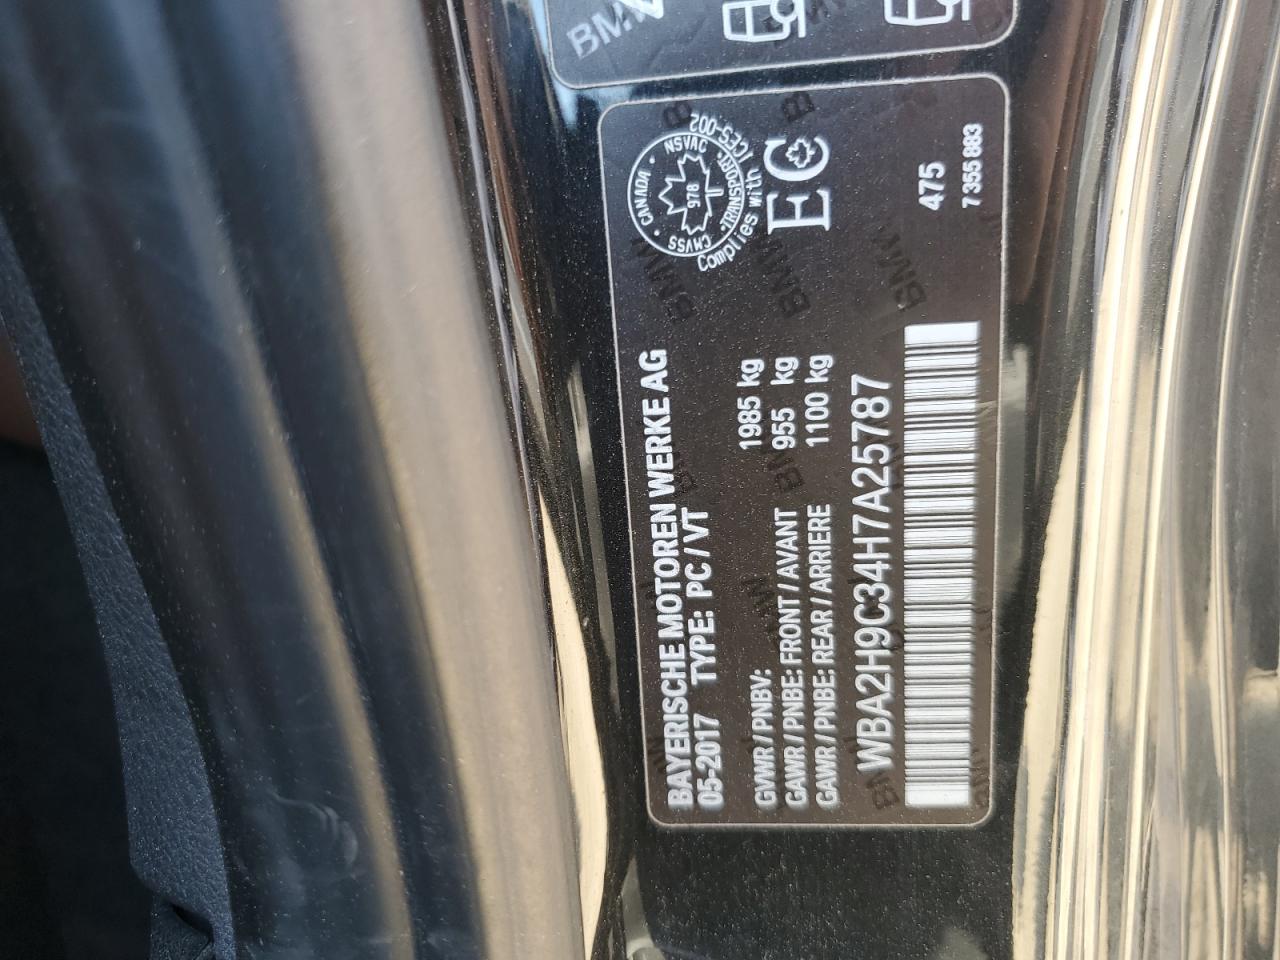 BMW
BAYERISCHE MOTOREN WERKE AG
05-2017 TYPE: PC/VT
GVWR/PNBV: 1985 kg
GAWR/PNBE: FRONT/AVANT 955 kg
GAWR/PNBE: REAR/ARRIERE 1100 kg
WBA2H9C34H7A25787
CANADA · NSVAC · TRANSPORT · CMVSS
978
Complies with ICES-002
EC
475
7 355 883